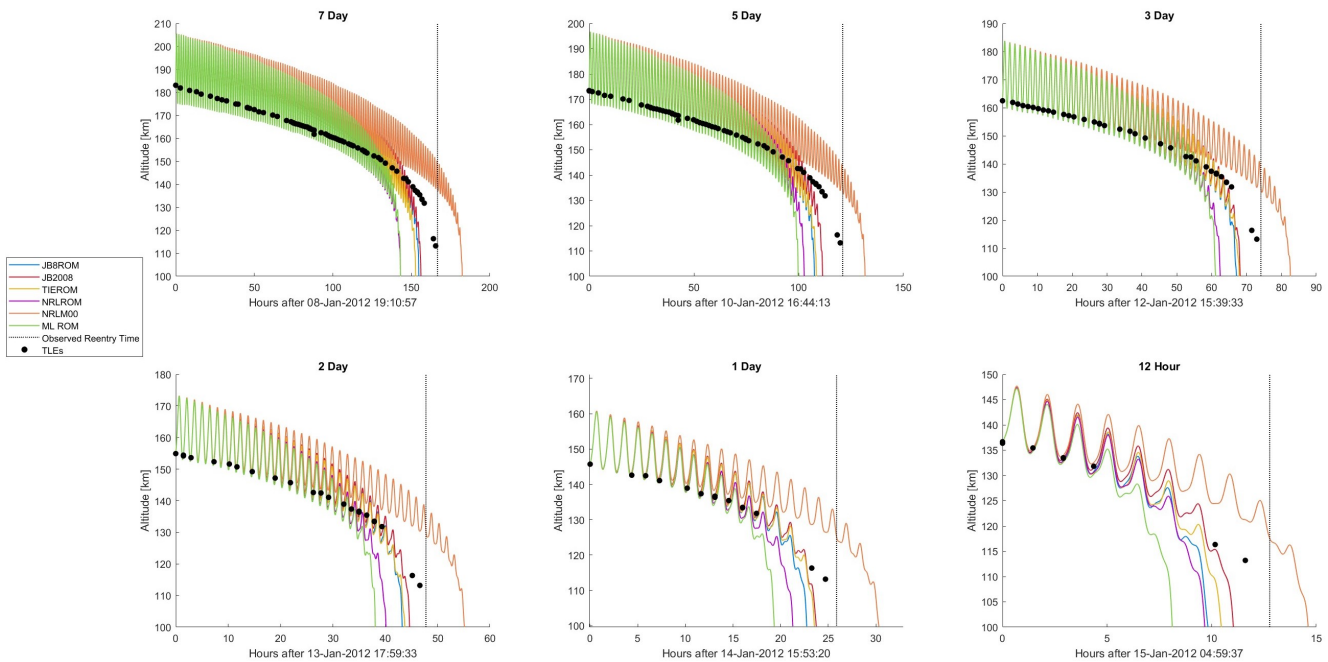 7 Day
210
200
190
180
170
160
150
140
130
120
110
100
Altitude [km]
0 50 100 150 200
Hours after 08-Jan-2012 19:10:57
5 Day
200
190
180
170
160
150
140
130
120
110
100
Altitude [km]
0 50 100 150
Hours after 10-Jan-2012 16:44:13
3 Day
190
180
170
160
150
140
130
120
110
100
Altitude [km]
0 10 20 30 40 50 60 70 80 90
Hours after 12-Jan-2012 15:39:33
JB8ROM
JB2008
TIEROM
NRLROM
NRLM00
ML ROM
Observed Reentry Time
TLEs
2 Day
180
170
160
150
140
130
120
110
100
Altitude [km]
0 10 20 30 40 50 60
Hours after 13-Jan-2012 17:59:33
1 Day
170
160
150
140
130
120
110
100
Altitude [km]
0 5 10 15 20 25 30
Hours after 14-Jan-2012 15:53:20
12 Hour
150
145
140
135
130
125
120
115
110
105
100
Altitude [km]
0 5 10 15
Hours after 15-Jan-2012 04:59:37